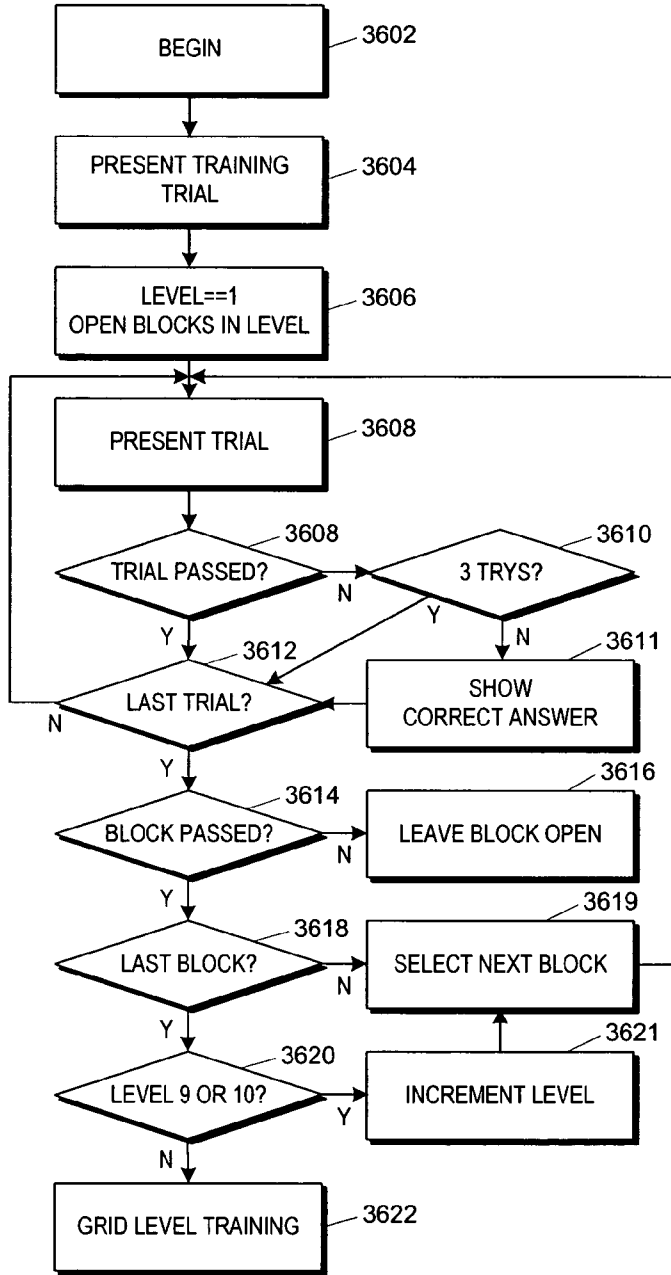 BEGIN
3602
PRESENT TRAINING
TRIAL
3604
LEVEL==1
OPEN BLOCKS IN LEVEL
3606
PRESENT TRIAL
3608
TRIAL PASSED?
3608
N
Y
3 TRYS?
3610
Y
N
LAST TRIAL?
3612
N
Y
SHOW
CORRECT ANSWER
3611
BLOCK PASSED?
3614
N
Y
LEAVE BLOCK OPEN
3616
LAST BLOCK?
3618
N
Y
SELECT NEXT BLOCK
3619
LEVEL 9 OR 10?
3620
Y
N
INCREMENT LEVEL
3621
GRID LEVEL TRAINING
3622